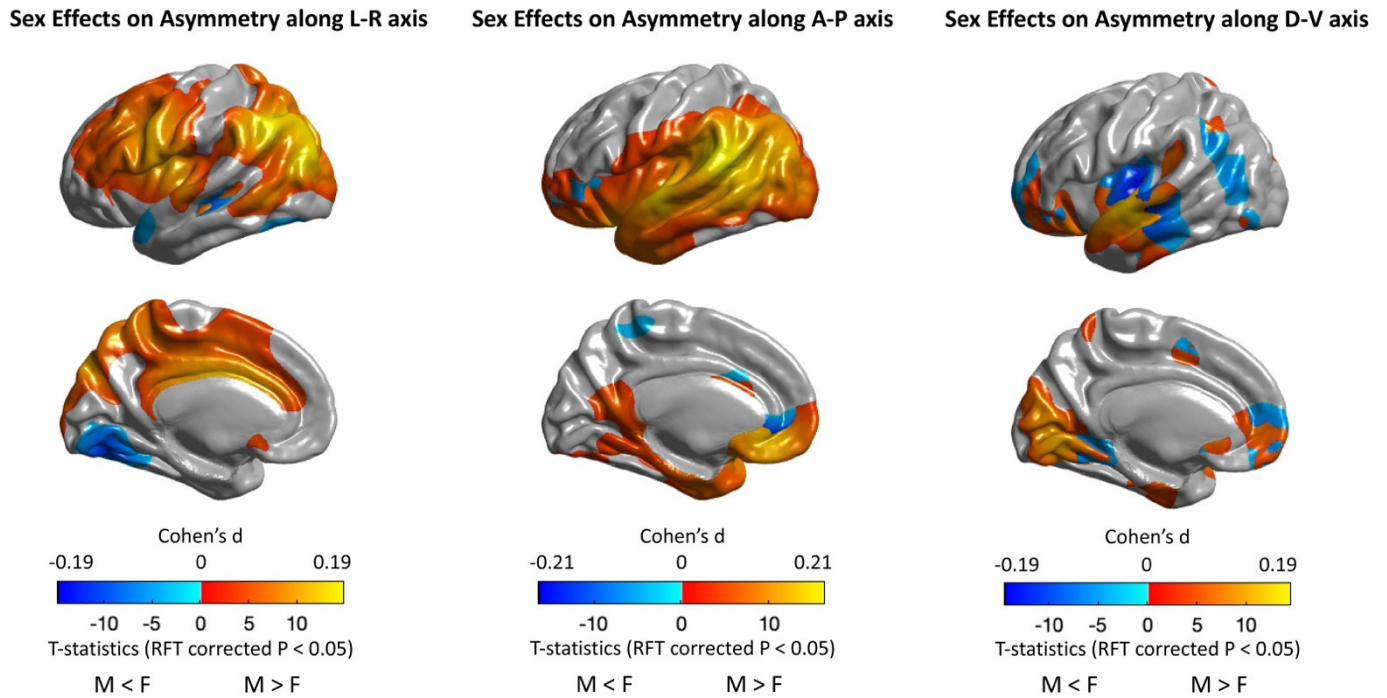 Sex Effects on Asymmetry along L-R axis
Sex Effects on Asymmetry along A-P axis
Sex Effects on Asymmetry along D-V axis
Cohen's d
-0.19 0 0.19
-10 -5 0 5 10
T-statistics (RFT corrected P < 0.05)
M < F M > F
Cohen's d
-0.21 0 0.21
-10 0 10
T-statistics (RFT corrected P < 0.05)
M < F M > F
Cohen's d
-0.19 0 0.19
-10 -5 0 5 10
T-statistics (RFT corrected P < 0.05)
M < F M > F